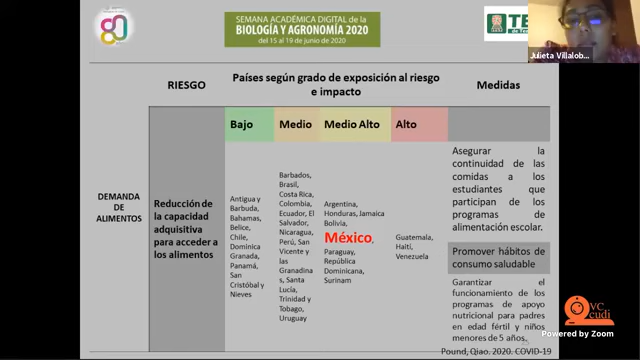 SEMANA ACADÉMICA DIGITAL de la
BIOLOGÍA Y AGRONOMÍA 2020
del 15 al 19 de junio de 2020
80
TE
Julieta Villalob...
RIESGO
Países según grado de exposición al riesgo
e impacto
Medidas
Bajo
Medio
Medio Alto
Alto
DEMANDA
DE
ALIMENTOS
Reducción de
la capacidad
adquisitiva
para acceder a
los alimentos
Antigua y
Barbuda,
Bahamas,
Belice,
Chile,
Dominica
Granada,
Panamá,
San
Cristóbal y
Nieves
Barbados,
Brasil,
Costa Rica,
Colombia,
Ecuador, El
Salvador,
Nicaragua,
Perú, San
Vicente y
las
Granadinas
s, Santa
Lucía,
Trinidad y
Tobago,
Uruguay
Argentina,
Honduras, Jamaica
Bolivia,
México,
Paraguay,
República
Dominicana,
Surinam
Guatemala,
Haití,
Venezuela
Asegurar la
continuidad de las
comidas a los
estudiantes que
participan de los
programas de
alimentación escolar.
Promover hábitos de
consumo saludable
Garantizar el
funcionamiento de los
programas de apoyo
nutricional para padres
en edad fértil y niños
menores de 5 años.
Pound, Qiao. 2020. COVID-19
VC
cudi
Powered by Zoom